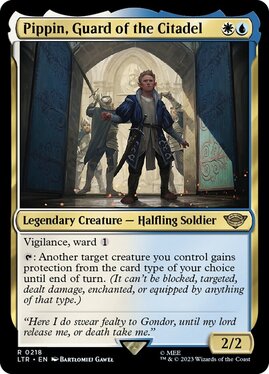 Pippin, Guard of the Citadel
Legendary Creature — Halfling Soldier
Vigilance, ward 1
: Another target creature you control gains
protection from the card type of your choice
until end of turn. (It can't be blocked, targeted,
dealt damage, enchanted, or equipped by anything
of that type.)
"Here I do swear fealty to Gondor, until my lord
release me, or death take me."
2/2
R 0218
LTR • EN Bartłomiej Gaweł
™ & © 2023 Wizards of the Coast
© MEE